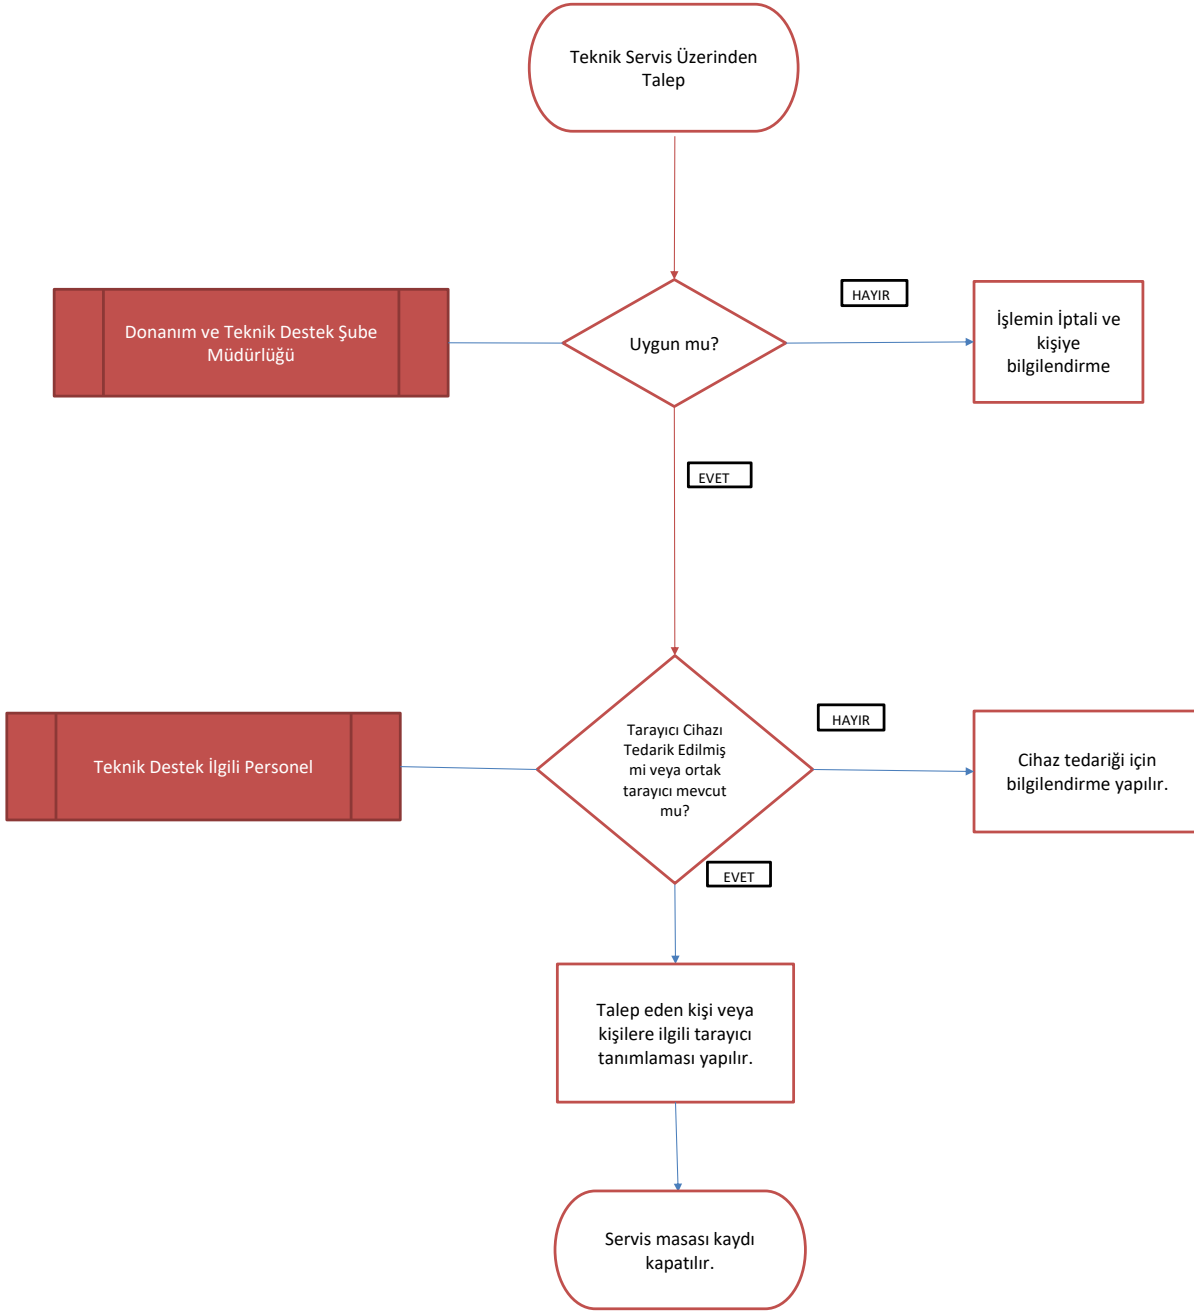 Teknik Servis Üzerinden
Talep
Donanım ve Teknik Destek Şube
Müdürlüğü
Uygun mu?
HAYIR
İşlemin İptali ve
kişiye
bilgilendirme
EVET
Teknik Destek İlgili Personel
Tarayıcı Cihazı
Tedarik Edilmiş
mi veya ortak
tarayıcı mevcut
mu?
HAYIR
Cihaz tedariği için
bilgilendirme yapılır.
EVET
Talep eden kişi veya
kişilere ilgili tarayıcı
tanımlaması yapılır.
Servis masası kaydı
kapatılır.